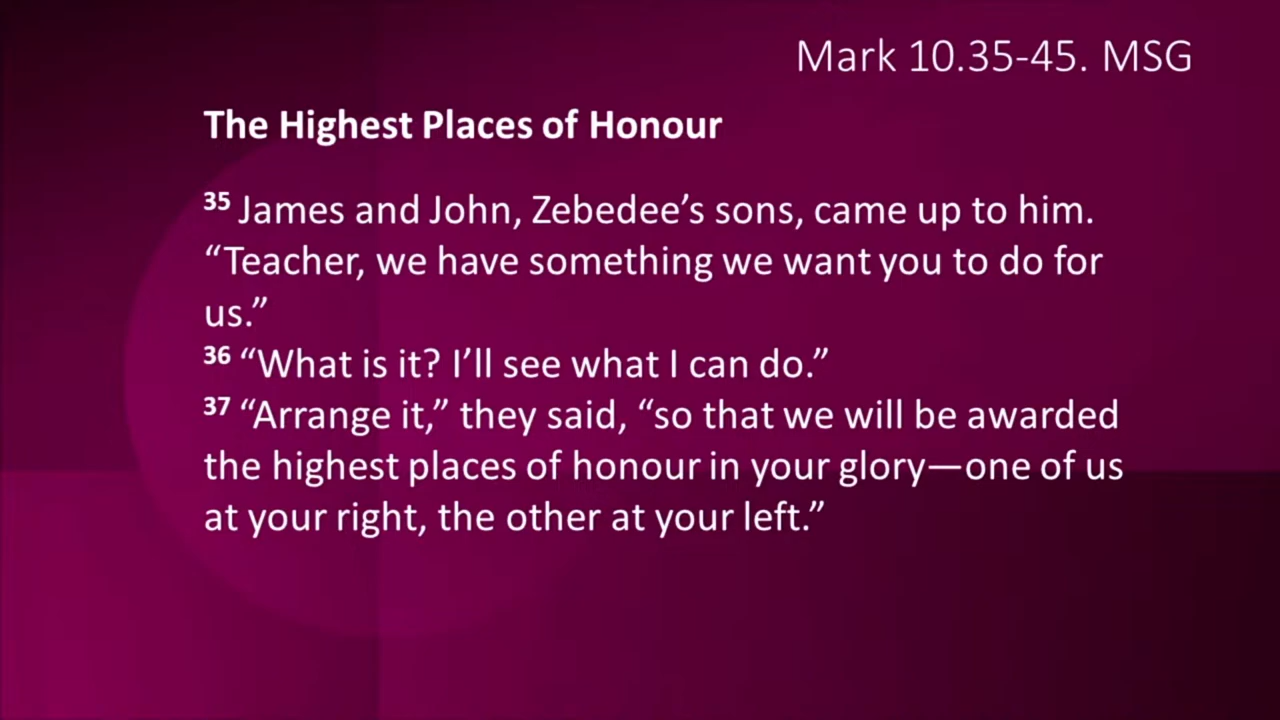 Mark 10.35-45. MSG
The Highest Places of Honour
35 James and John, Zebedee’s sons, came up to him.
“Teacher, we have something we want you to do for
us.”
36 “What is it? I’ll see what I can do.”
37 “Arrange it,” they said, “so that we will be awarded
the highest places of honour in your glory—one of us
at your right, the other at your left.”